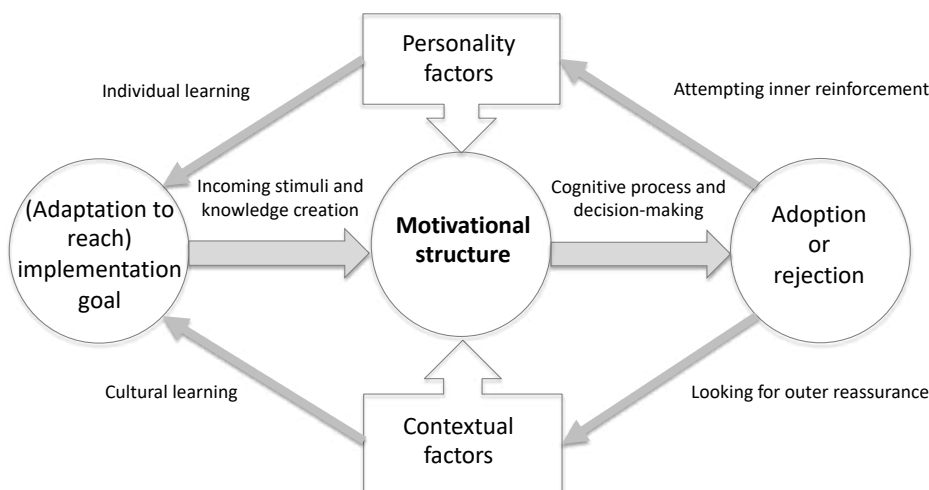 Personality
factors
Individual learning
Attempting inner reinforcement
Incoming stimuli and
knowledge creation
Cognitive process and
decision-making
(Adaptation to
reach)
implementation
goal
Motivational
structure
Adoption
or
rejection
Cultural learning
Looking for outer reassurance
Contextual
factors